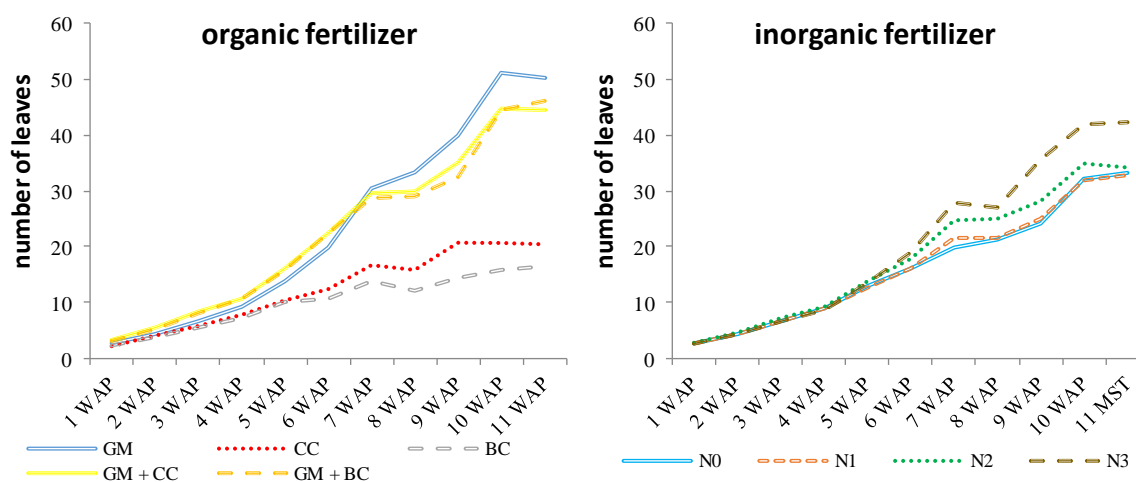 organic fertilizer
number of leaves
60
50
40
30
20
10
0
1 WAP
2 WAP
3 WAP
4 WAP
5 WAP
6 WAP
7 WAP
8 WAP
9 WAP
10 WAP
11 WAP
GM
CC
BC
GM + CC
GM + BC
inorganic fertilizer
number of leaves
60
50
40
30
20
10
0
1 WAP
2 WAP
3 WAP
4 WAP
5 WAP
6 WAP
7 WAP
8 WAP
9 WAP
10 WAP
11 MST
N0
N1
N2
N3